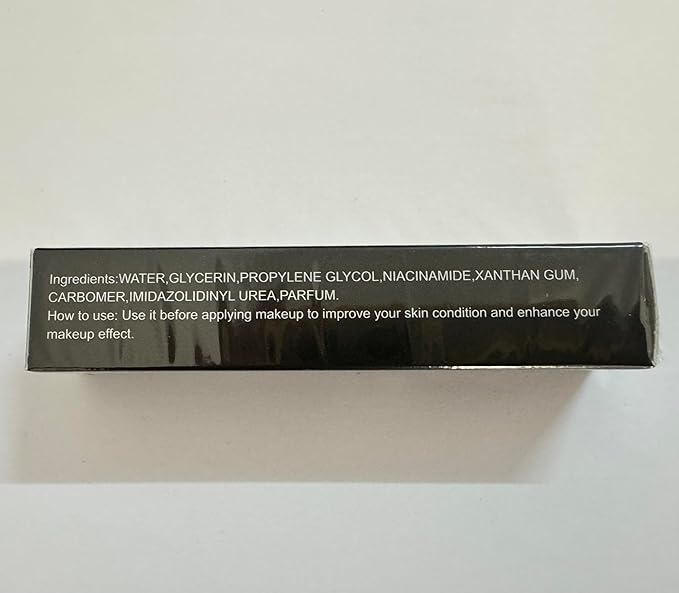 Ingredients:WATER,GLYCERIN,PROPYLENE GLYCOL,NIACINAMIDE,XANTHAN GUM,
CARBOMER,IMIDAZOLIDINYL UREA,PARFUM.
How to use: Use it before applying makeup to improve your skin condition and enhance your
makeup effect.